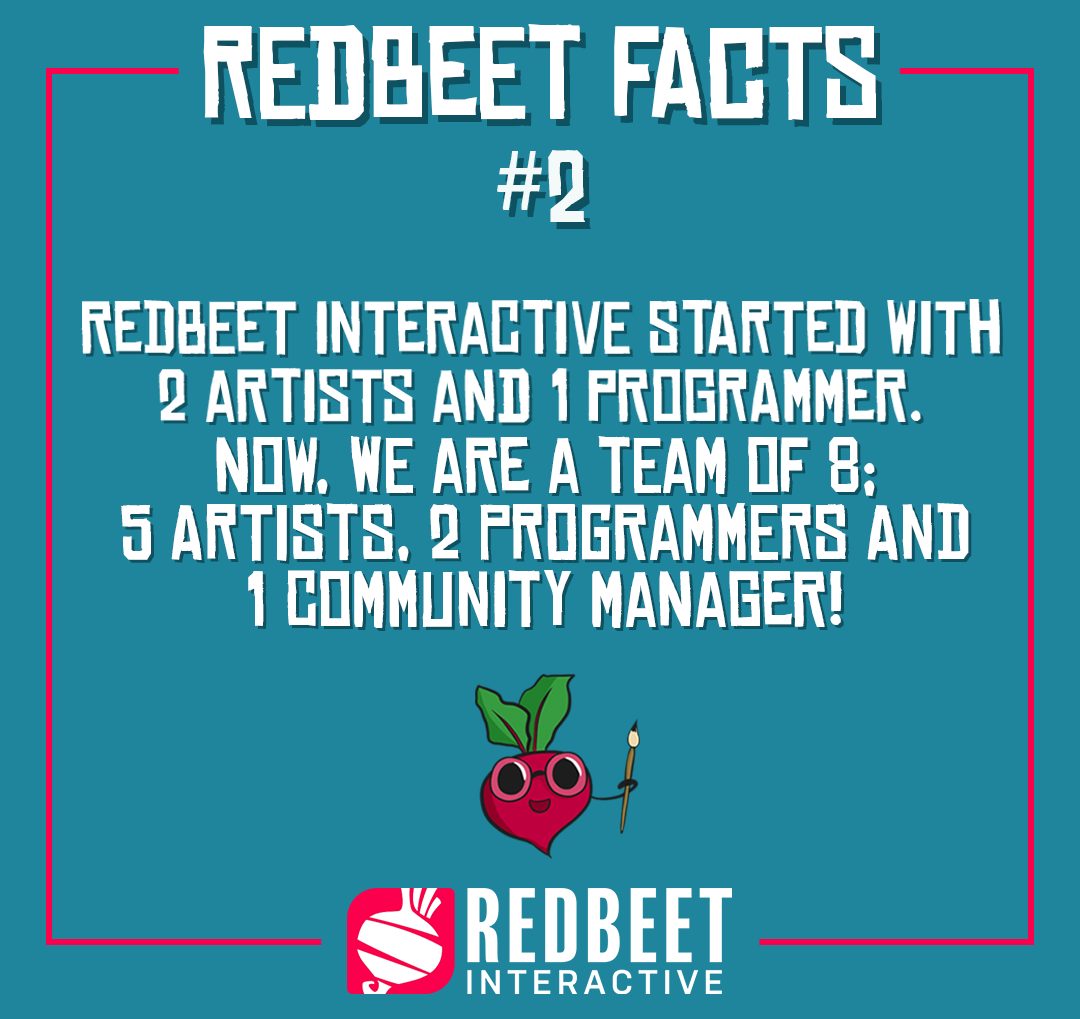 REDBEET FACTS
#2
REDBEET INTERACTIVE STARTED WITH
2 ARTISTS AND 1 PROGRAMMER.
NOW, WE ARE A TEAM OF 8;
5 ARTISTS, 2 PROGRAMMERS AND
1 COMMUNITY MANAGER!
REDBEET
INTERACTIVE